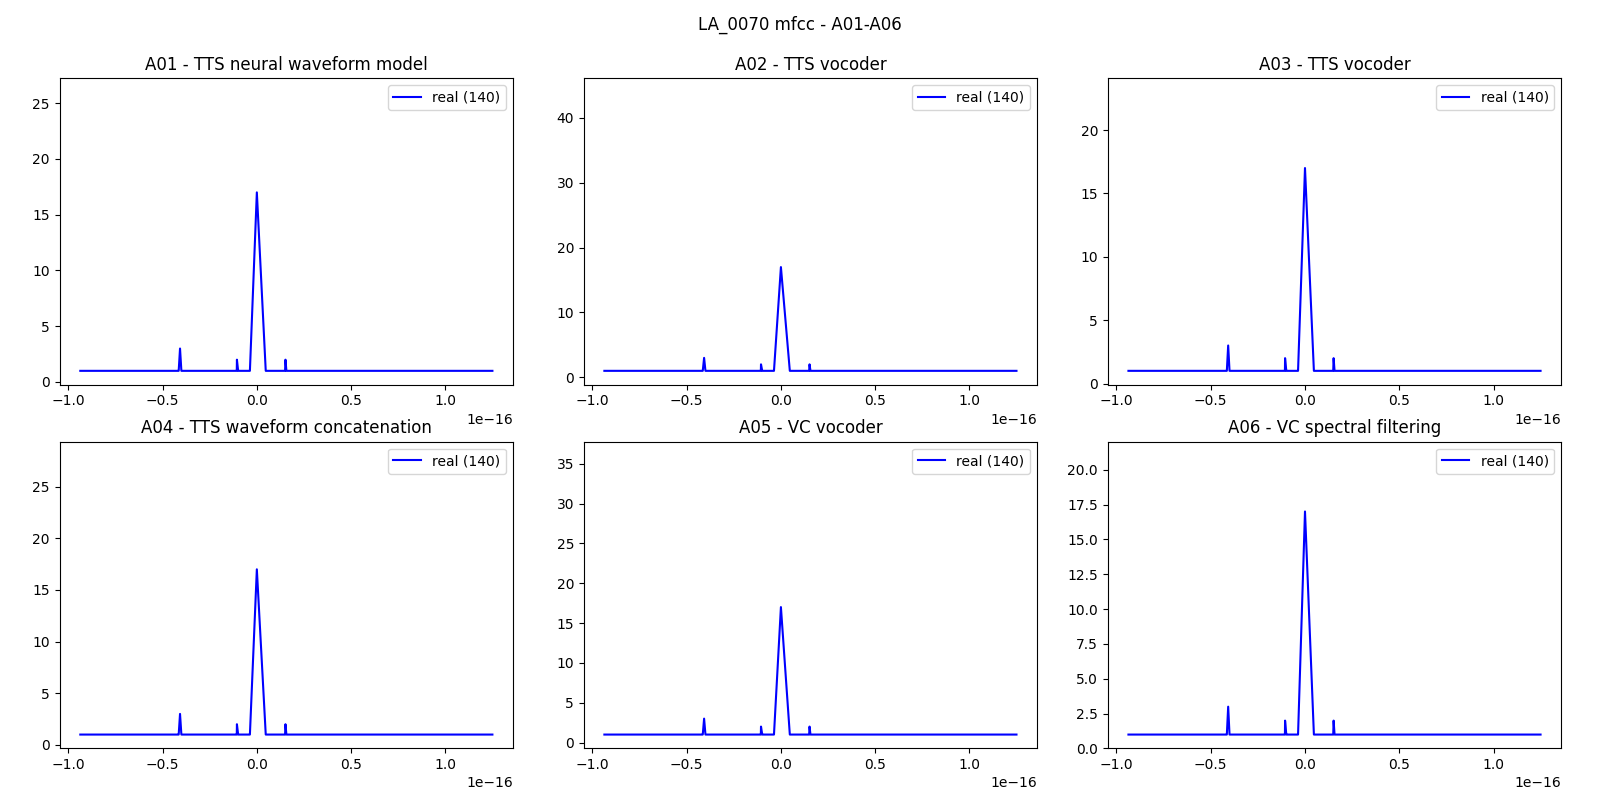 LA_0070 mfcc - A01-A06
A01 - TTS neural waveform model
real (140)
25
20
15
10
5
0
−1.0 −0.5 0.0 0.5 1.0
1e−16
A02 - TTS vocoder
real (140)
40
30
20
10
0
−1.0 −0.5 0.0 0.5 1.0
1e−16
A03 - TTS vocoder
real (140)
20
15
10
5
0
−1.0 −0.5 0.0 0.5 1.0
1e−16
A04 - TTS waveform concatenation
real (140)
25
20
15
10
5
0
−1.0 −0.5 0.0 0.5 1.0
1e−16
A05 - VC vocoder
real (140)
35
30
25
20
15
10
5
0
−1.0 −0.5 0.0 0.5 1.0
1e−16
A06 - VC spectral filtering
real (140)
20.0
17.5
15.0
12.5
10.0
7.5
5.0
2.5
0.0
−1.0 −0.5 0.0 0.5 1.0
1e−16